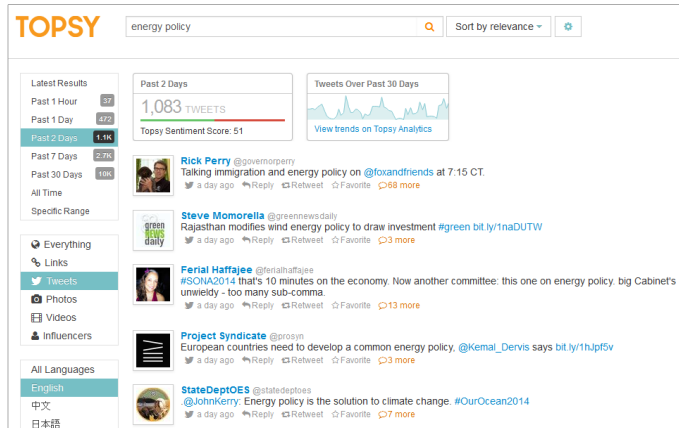 TOPSY
energy policy
Sort by relevance
Latest Results
Past 1 Hour 37
Past 1 Day 472
Past 2 Days 1.1K
Past 7 Days 2.7K
Past 30 Days 10K
All Time
Specific Range
Everything
Links
Tweets
Photos
Videos
Influencers
All Languages
English
中文
日本語
Past 2 Days
1,083 TWEETS
Topsy Sentiment Score: 51
Tweets Over Past 30 Days
View trends on Topsy Analytics
Rick Perry @governorperry
Talking immigration and energy policy on @foxandfriends at 7:15 CT.
a day ago Reply Retweet Favorite 68 more
green
news
daily
Steve Momorella @greennewsdaily
Rajasthan modifies wind energy policy to draw investment #green bit.ly/1naDUTW
a day ago Reply Retweet Favorite 3 more
Ferial Haffajee @ferialhaffajee
#SONA2014 that's 10 minutes on the economy. Now another committee: this one on energy policy. big Cabinet's
unwieldy - too many sub-comma.
a day ago Reply Retweet Favorite 13 more
Project Syndicate @prosyn
European countries need to develop a common energy policy, @Kemal_Dervis says bit.ly/1hJpf5v
a day ago Reply Retweet Favorite 3 more
StateDeptOES @statedeptoes
.@JohnKerry: Energy policy is the solution to climate change. #OurOcean2014
a day ago Reply Retweet Favorite 7 more